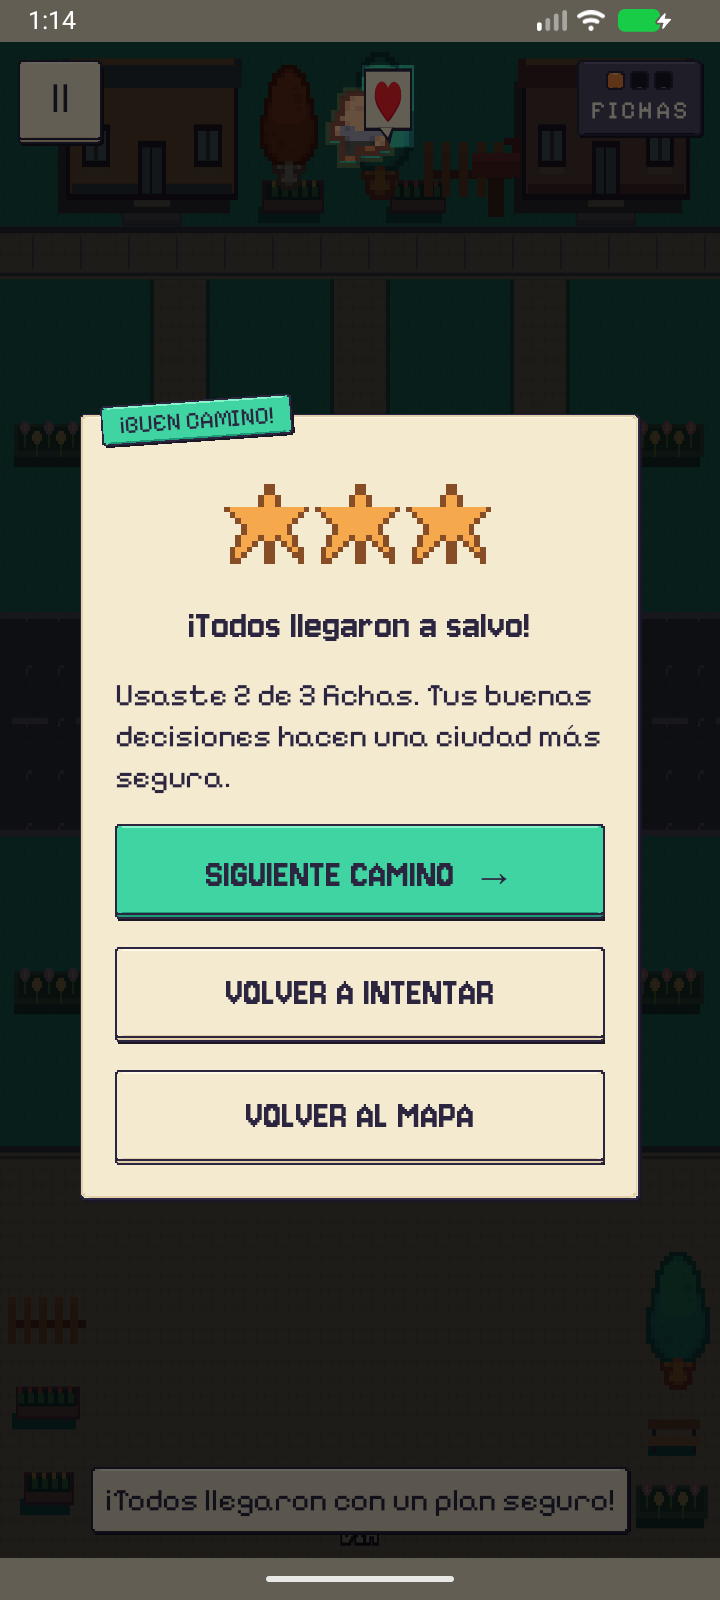 1:14
FICHAS
¡BUEN CAMINO!
¡Todos llegaron a salvo!
Usaste 2 de 3 fichas. Tus buenas
decisiones hacen una ciudad más
segura.
SIGUIENTE CAMINO →
VOLVER A INTENTAR
VOLVER AL MAPA
¡Todos llegaron con un plan seguro!